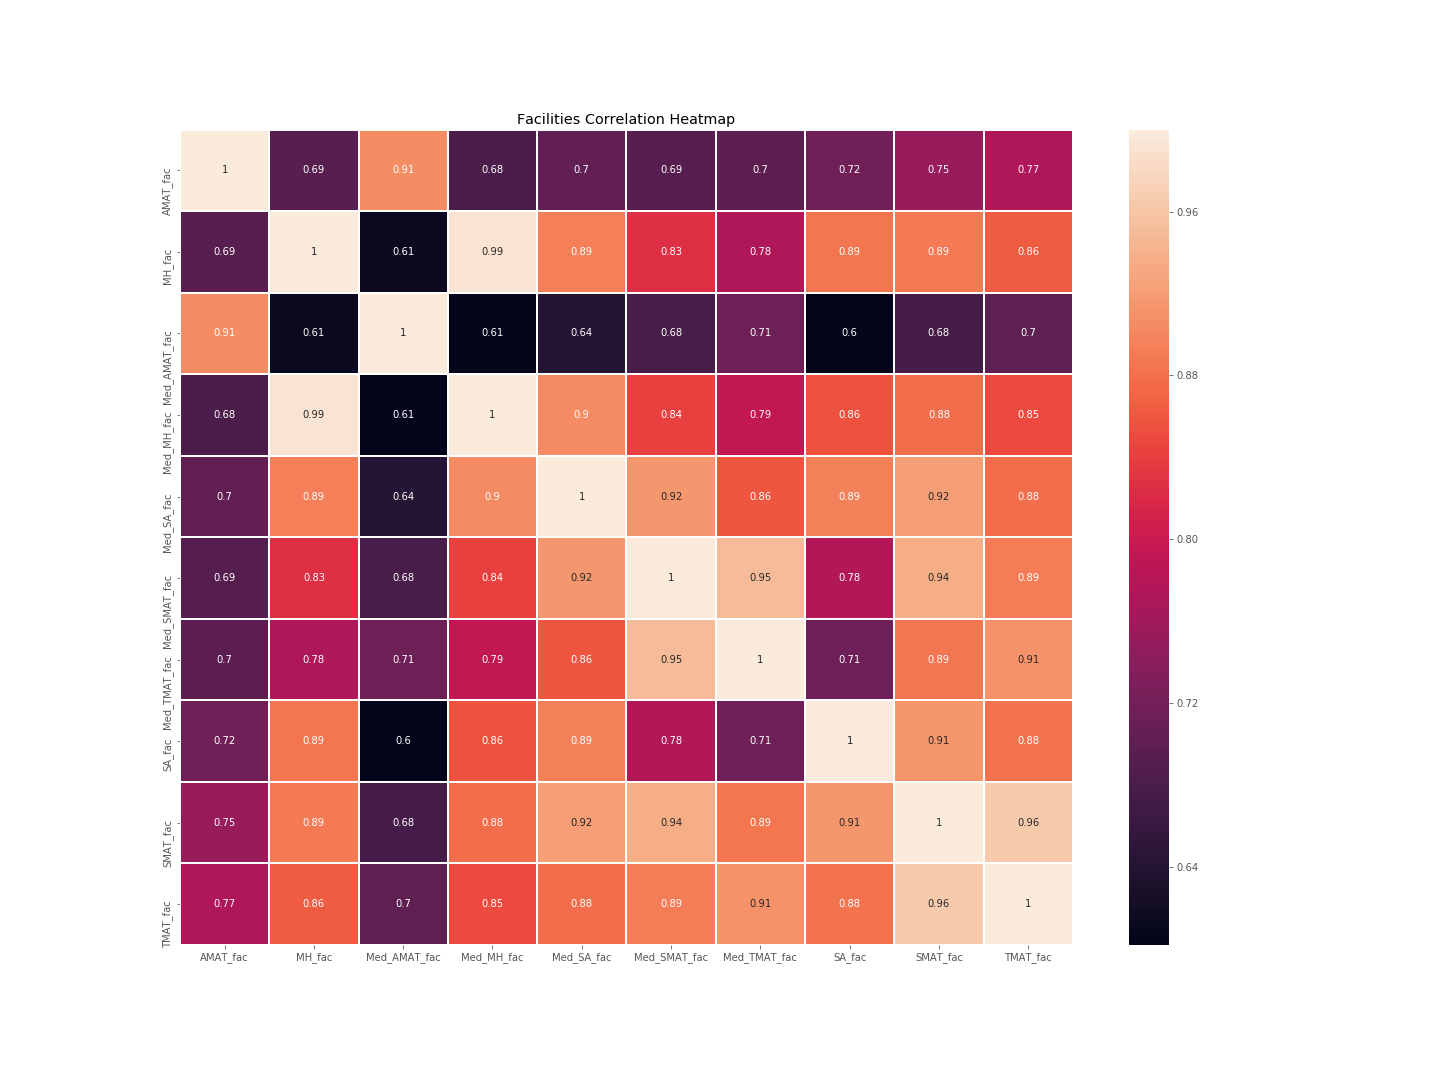 Facilities Correlation Heatmap
AMAT_fac 1 0.69 0.91 0.68 0.7 0.69 0.7 0.72 0.75 0.77
MH_fac 0.69 1 0.61 0.99 0.89 0.83 0.78 0.89 0.89 0.86
Med_AMAT_fac 0.91 0.61 1 0.61 0.64 0.68 0.71 0.6 0.68 0.7
Med_MH_fac 0.68 0.99 0.61 1 0.9 0.84 0.79 0.86 0.88 0.85
Med_SA_fac 0.7 0.89 0.64 0.9 1 0.92 0.86 0.89 0.92 0.88
Med_SMAT_fac 0.69 0.83 0.68 0.84 0.92 1 0.95 0.78 0.94 0.89
Med_TMAT_fac 0.7 0.78 0.71 0.79 0.86 0.95 1 0.71 0.89 0.91
SA_fac 0.72 0.89 0.6 0.86 0.89 0.78 0.71 1 0.91 0.88
SMAT_fac 0.75 0.89 0.68 0.88 0.92 0.94 0.89 0.91 1 0.96
TMAT_fac 0.77 0.86 0.7 0.85 0.88 0.89 0.91 0.88 0.96 1
AMAT_fac MH_fac Med_AMAT_fac Med_MH_fac Med_SA_fac Med_SMAT_fac Med_TMAT_fac SA_fac SMAT_fac TMAT_fac
0.96
0.88
0.80
0.72
0.64